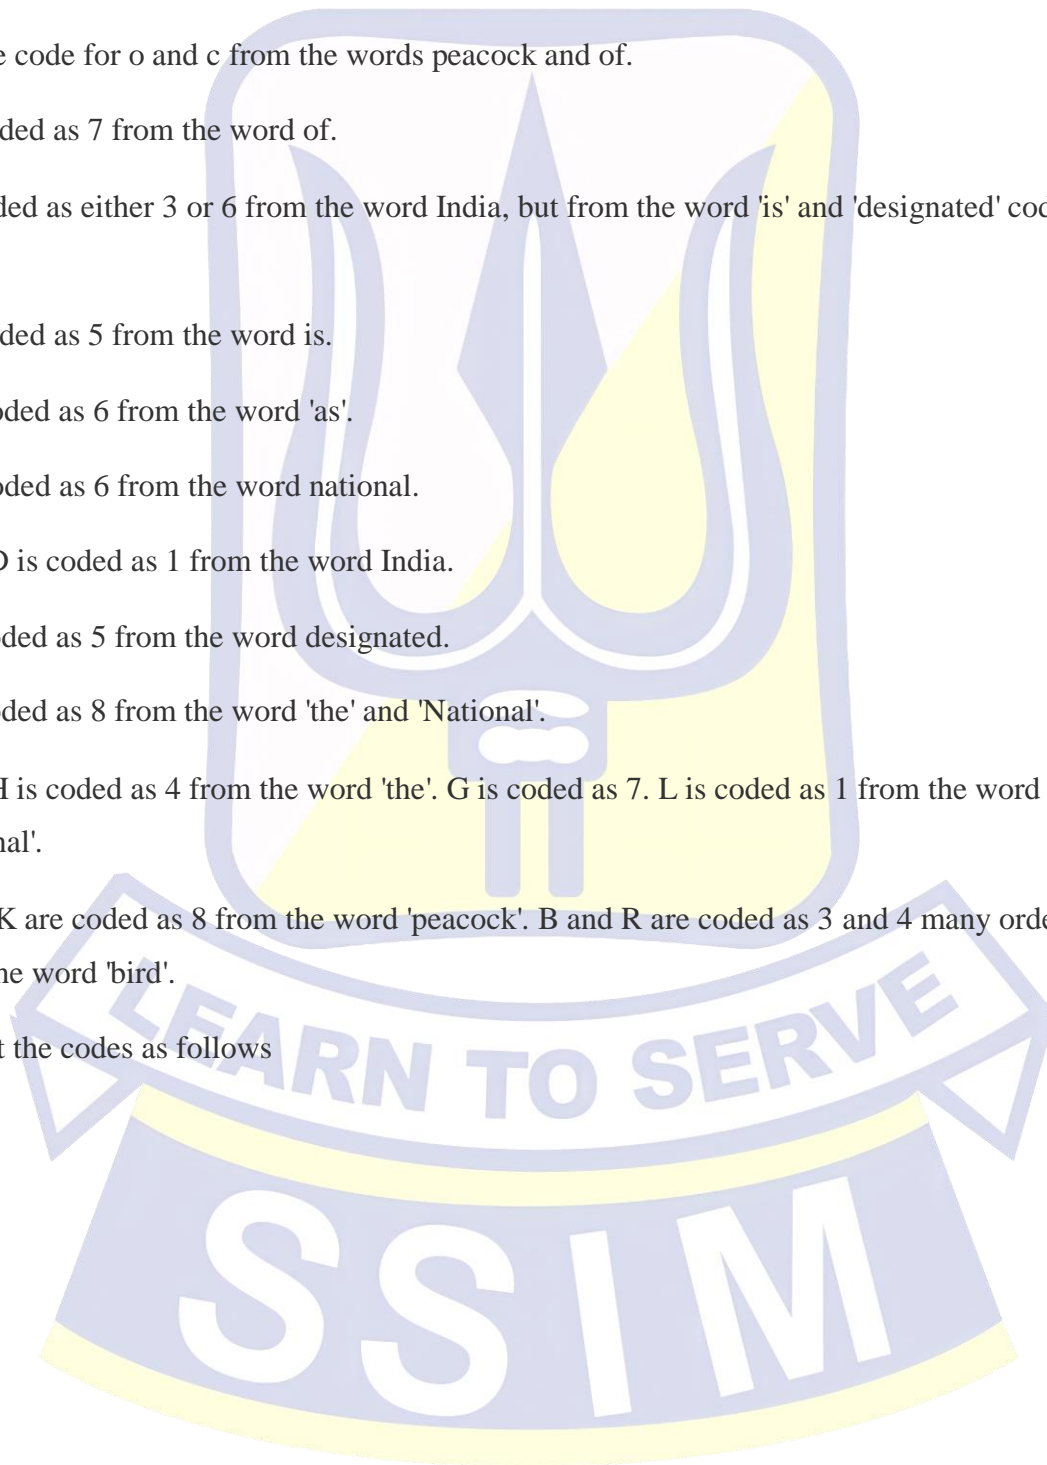 e code for o and c from the words peacock and of.
ded as 7 from the word of.
ded as either 3 or 6 from the word India, but from the word 'is' and 'designated' cod
ded as 5 from the word is.
oded as 6 from the word 'as'.
oded as 6 from the word national.
D is coded as 1 from the word India.
ded as 5 from the word designated.
ded as 8 from the word 'the' and 'National'.
H is coded as 4 from the word 'the'. G is coded as 7. L is coded as 1 from the word
nal'.
K are coded as 8 from the word 'peacock'. B and R are coded as 3 and 4 many orde
he word 'bird'.
t the codes as follows
LEARN TO SERVE
SSIM